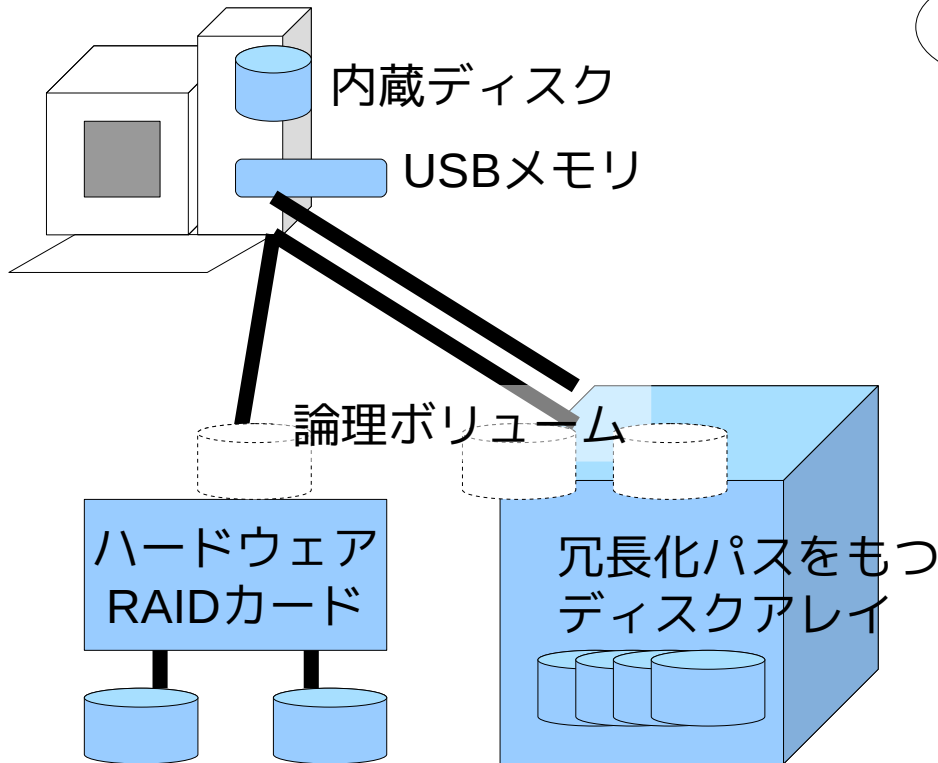 内蔵ディスク
USBメモリ
論理ボリューム
ハードウェア
RAIDカード
冗長化パスをもつ
ディスクアレイ